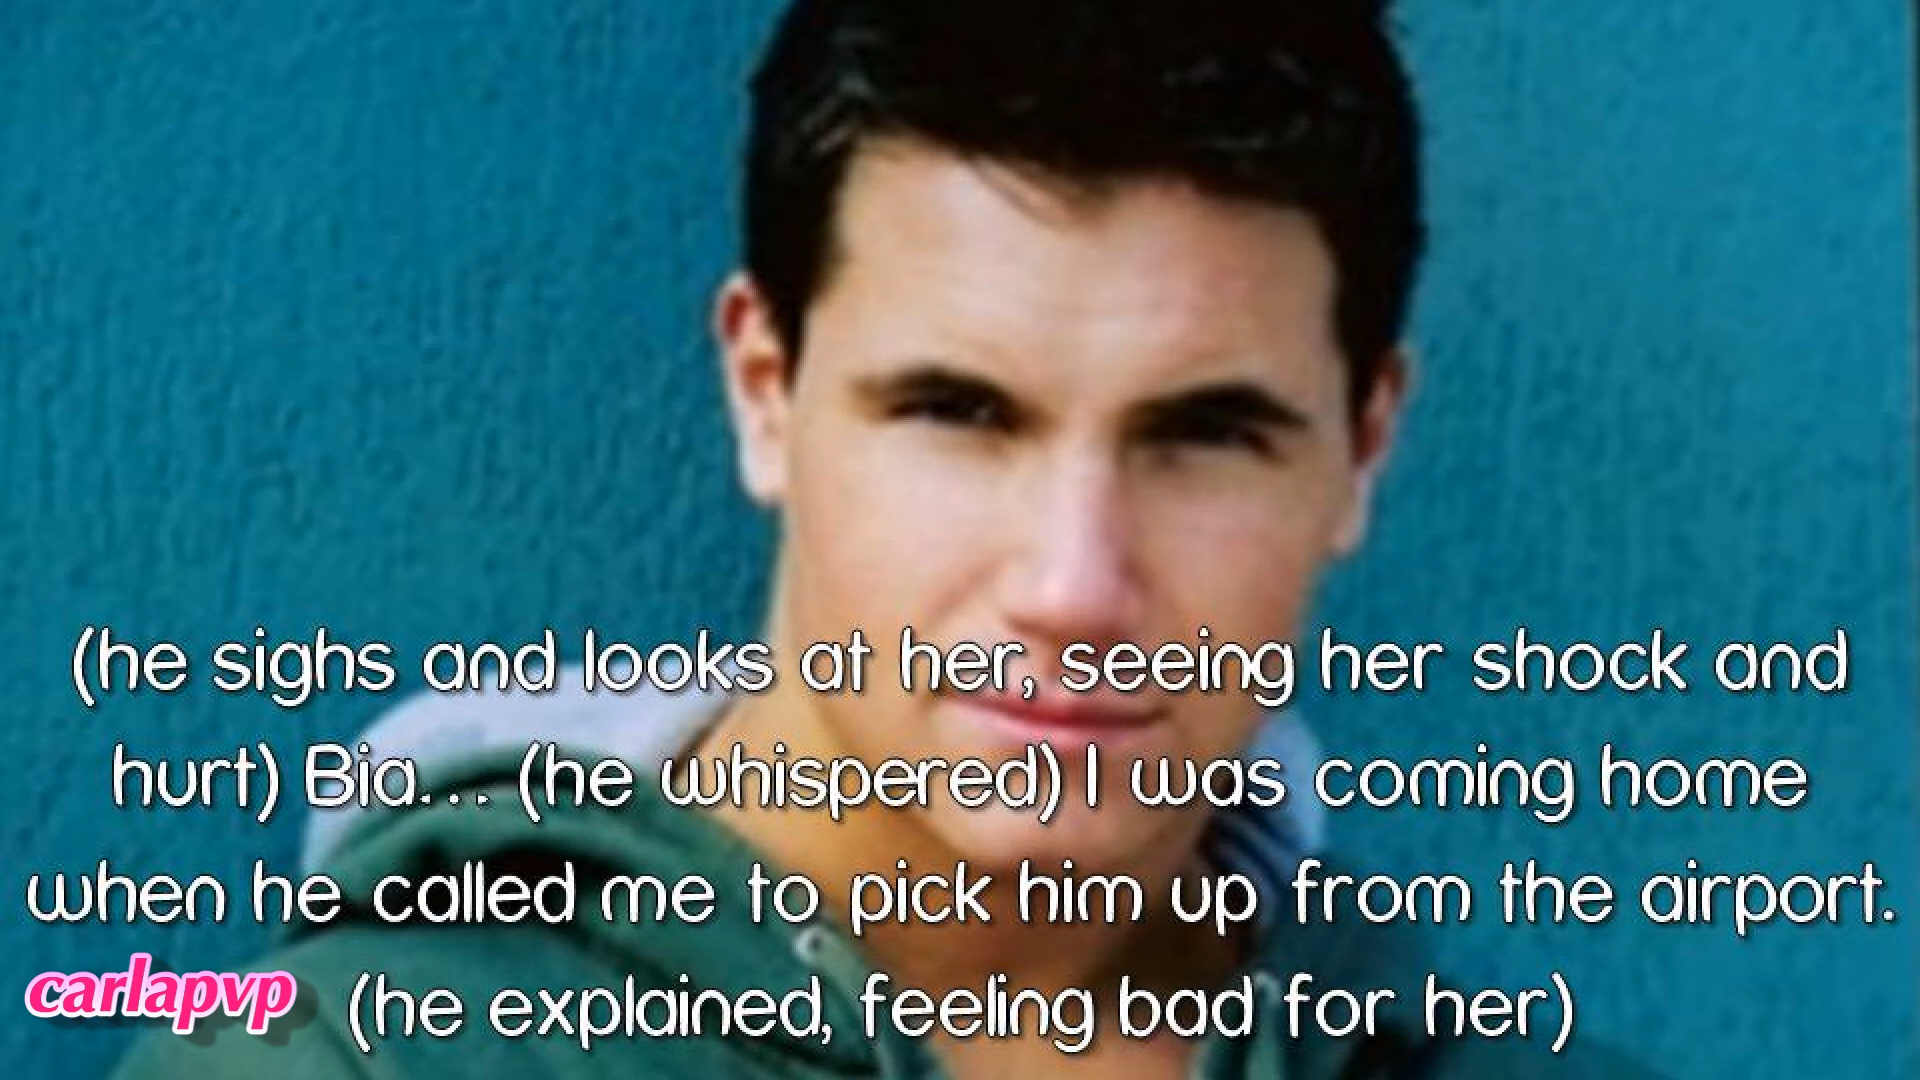 (he sighs and looks at her, seeing her shock and
hurt) Bia... (he whispered) I was coming home
when he called me to pick him up from the airport.
(he explained, feeling bad for her)
carlapvp